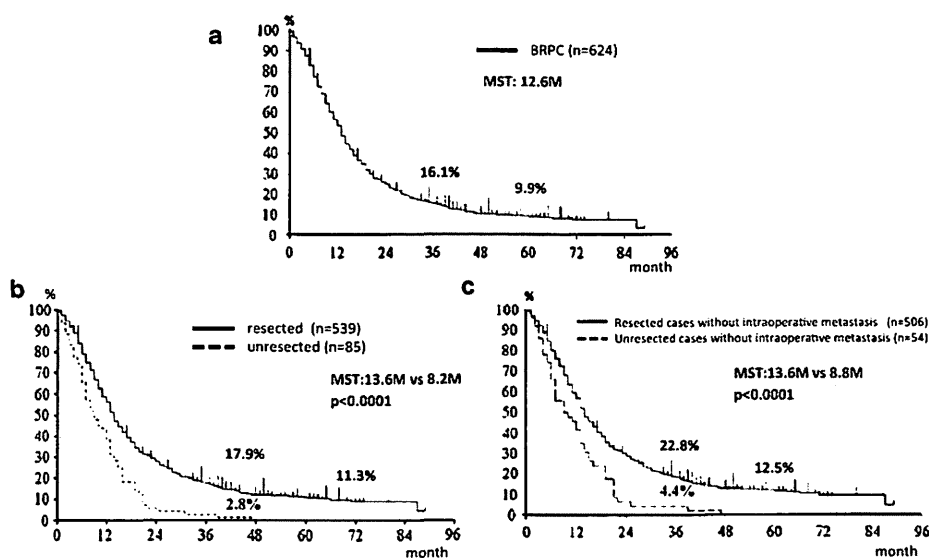 a
%
100
90
80
70
60
50
40
30
20
10
0
BRPC (n=624)
MST: 12.6M
16.1%
9.9%
0 12 24 36 48 60 72 84 96
month
b
%
100
90
80
70
60
50
40
30
20
10
0
resected (n=539)
unresected (n=85)
MST:13.6M vs 8.2M
p<0.0001
17.9%
11.3%
2.8%
0 12 24 36 48 60 72 84 96
month
c
%
100
90
80
70
60
50
40
30
20
10
0
Resected cases without intraoperative metastasis (n=506)
Unresected cases without intraoperative metastasis (n=54)
MST:13.6M vs 8.8M
p<0.0001
22.8%
12.5%
4.4%
0 12 24 36 48 60 72 84 96
month